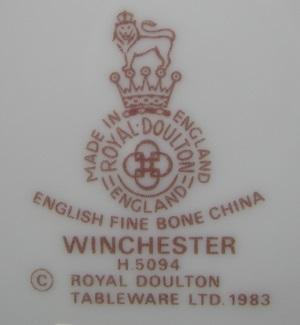 MADE IN ENGLAND
ROYAL·DOULTON
ENGLAND
ENGLISH FINE BONE CHINA
WINCHESTER
H.5094
© ROYAL DOULTON
TABLEWARE LTD.1983